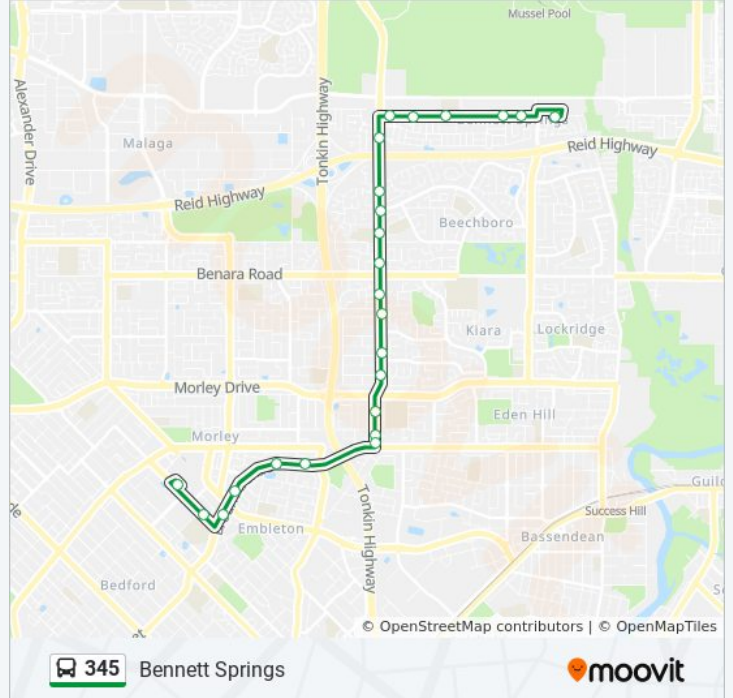 Mussel Pool
Alexander Drive
Tonkin Highway
Malaga
Reid Highway
Reid Highway
Beechboro
Benara Road
Kiara
Lockridge
Morley Drive
Eden Hill
Morley
Tonkin Highway
Guild
Success Hill
Embleton
Bassendean
Bedford
© OpenStreetMap contributors | © OpenMapTiles
345 Bennett Springs
moovit